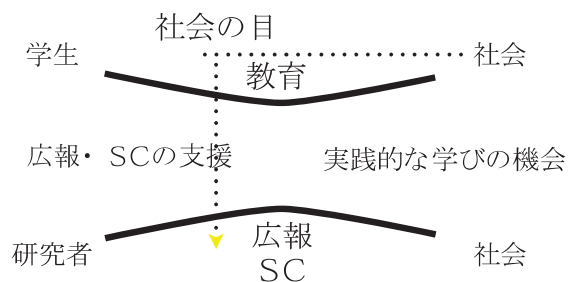 社会の目
学生
社会
教育
広報・SCの支援
実践的な学びの機会
広報
SC
研究者
社会